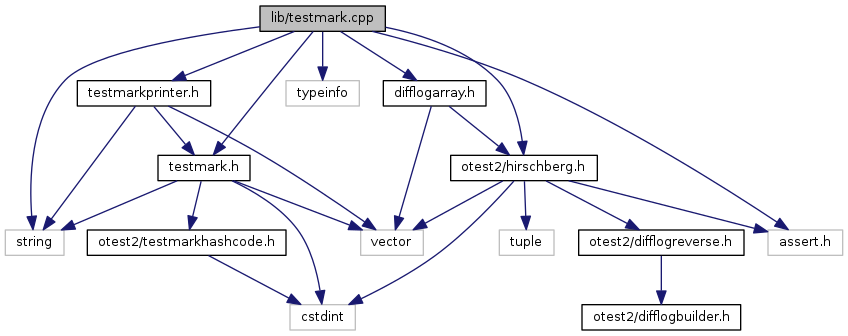 lib/testmark.cpp
testmarkprinter.h
typeinfo
difflogarray.h
testmark.h
otest2/hirschberg.h
string
otest2/testmarkhashcode.h
vector
tuple
otest2/difflogreverse.h
assert.h
cstdint
otest2/difflogbuilder.h